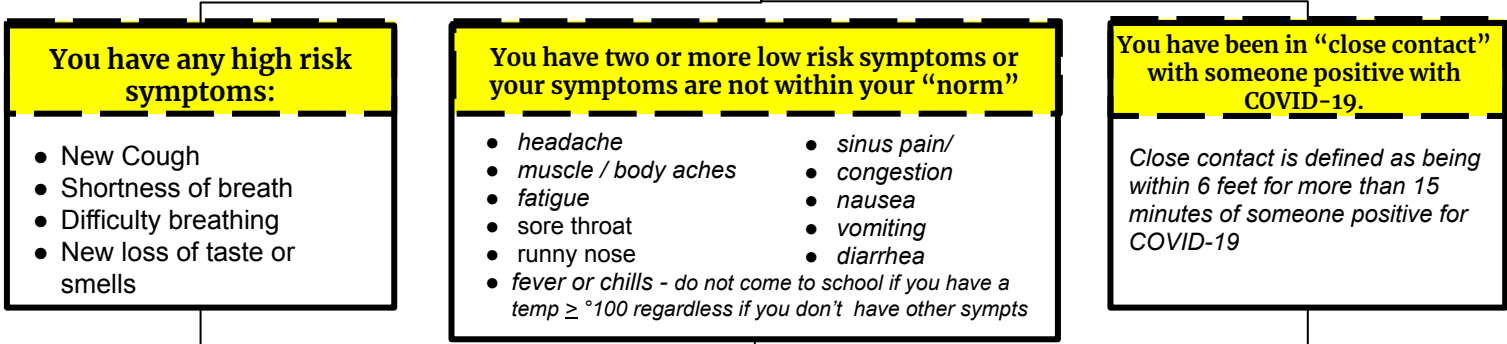 You have any high risk
symptoms:
● New Cough
● Shortness of breath
● Difficulty breathing
● New loss of taste or
smells
You have two or more low risk symptoms or
your symptoms are not within your “norm”
● headache
● muscle / body aches
● fatigue
● sore throat
● runny nose
● sinus pain/
● congestion
● nausea
● vomiting
● diarrhea
● fever or chills - do not come to school if you have a
temp ≥ °100 regardless if you don’t have other sympts
You have been in “close contact”
with someone positive with
COVID-19.
Close contact is defined as being
within 6 feet for more than 15
minutes of someone positive for
COVID-19